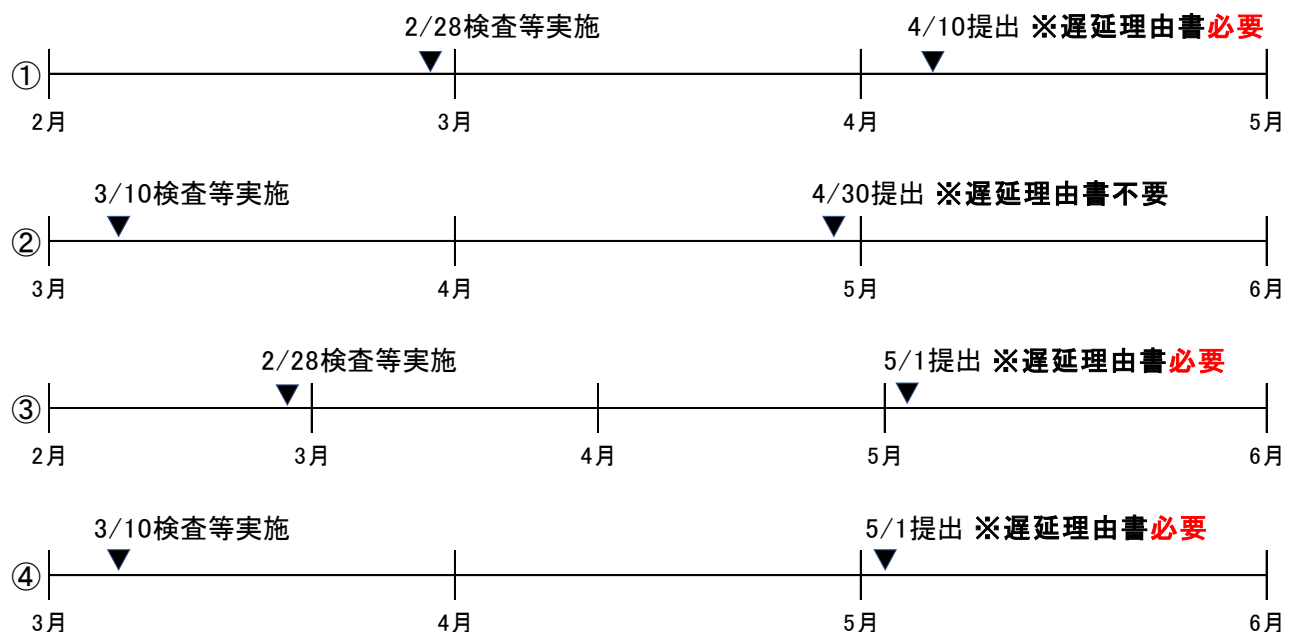 2/28検査等実施 4/10提出 ※遅延理由書必要
①
2月 3月 4月 5月
3/10検査等実施 4/30提出 ※遅延理由書不要
②
3月 4月 5月 6月
2/28検査等実施 5/1提出 ※遅延理由書必要
③
2月 3月 4月 5月 6月
3/10検査等実施 5/1提出 ※遅延理由書必要
④
3月 4月 5月 6月